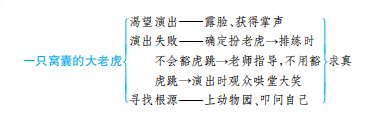 渴望演出——露脸、获得掌声
演出失败——确定扮老虎→排练时
一只窝囊的大老虎 不会豁虎跳→老师指导,不用豁 求真
虎跳→演出时观众哄堂大笑
寻找根源——上动物园、叩问自己